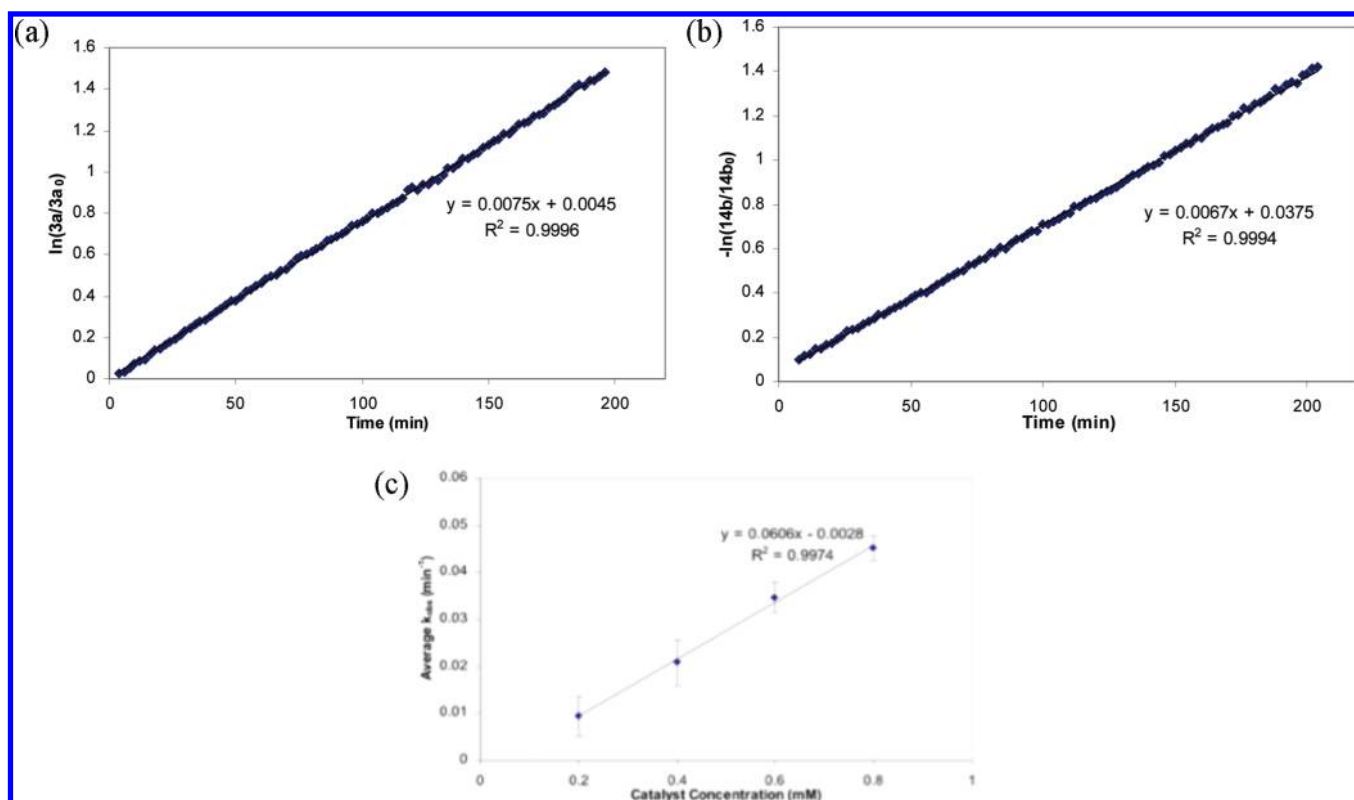 (a)
1.6
1.4
1.2
1
0.8
0.6
0.4
0.2
0
ln(3a/3a₀)
y = 0.0075x + 0.0045
R² = 0.9996
0 50 100 150 200
Time (min)
(b)
1.6
1.4
1.2
1
0.8
0.6
0.4
0.2
0
-ln(14b/14b₀)
y = 0.0067x + 0.0375
R² = 0.9994
0 50 100 150 200
Time (min)
(c)
0.06
0.05
0.04
0.03
0.02
0.01
0
Average k_obs (min⁻¹)
y = 0.0606x - 0.0028
R² = 0.9974
0 0.2 0.4 0.6 0.8 1
Catalyst Concentration (mM)